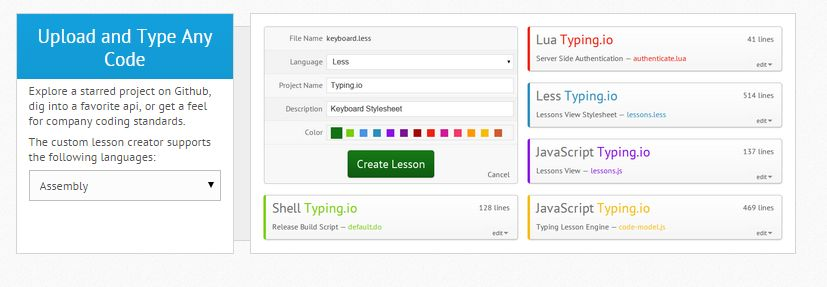 Upload and Type Any
Code
Explore a starred project on Github,
dig into a favorite api, or get a feel
for company coding standards.
The custom lesson creator supports
the following languages:
Assembly
File Name keyboard.less
Language Less
Project Name Typing.io
Description Keyboard Stylesheet
Color
Create Lesson
Cancel
Shell Typing.io 128 lines
Release Build Script — default.do
edit
Lua Typing.io 41 lines
Server Side Authentication — authenticate.lua
edit
Less Typing.io 514 lines
Lessons View Stylesheet — lessons.less
edit
JavaScript Typing.io 137 lines
Lessons View — lessons.js
edit
JavaScript Typing.io 469 lines
Typing Lesson Engine — code-model.js
edit